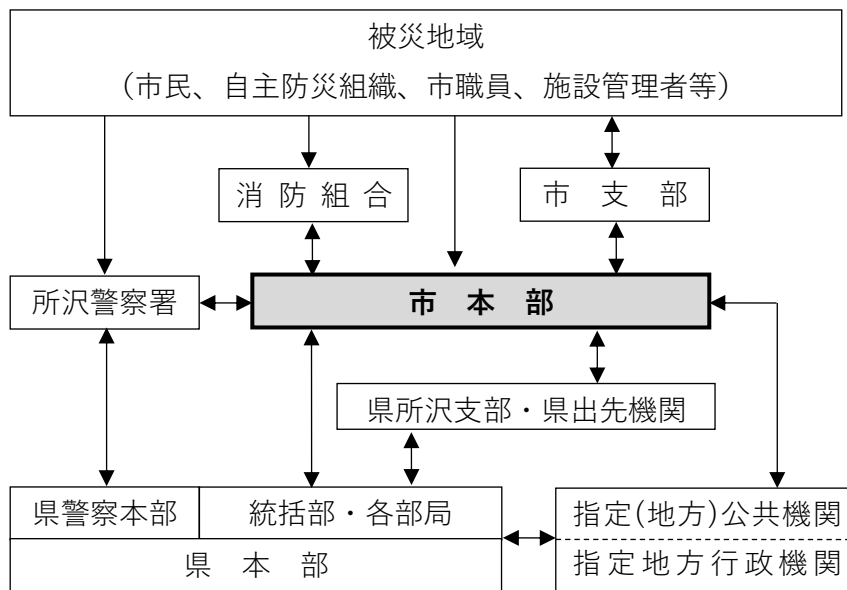 被災地域
（市民、自主防災組織、市職員、施設管理者等）
消防組合
市支部
所沢警察署
市本部
県所沢支部・県出先機関
県警察本部
統括部・各部局
指定(地方)公共機関
県本部
指定地方行政機関